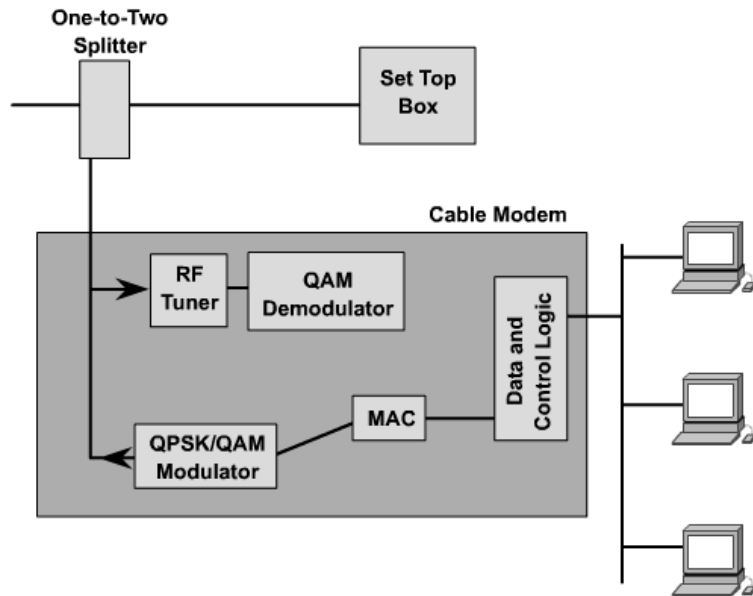 One-to-Two
Splitter
Set Top
Box
Cable Modem
RF
Tuner
QAM
Demodulator
Data and
Control Logic
MAC
QPSK/QAM
Modulator